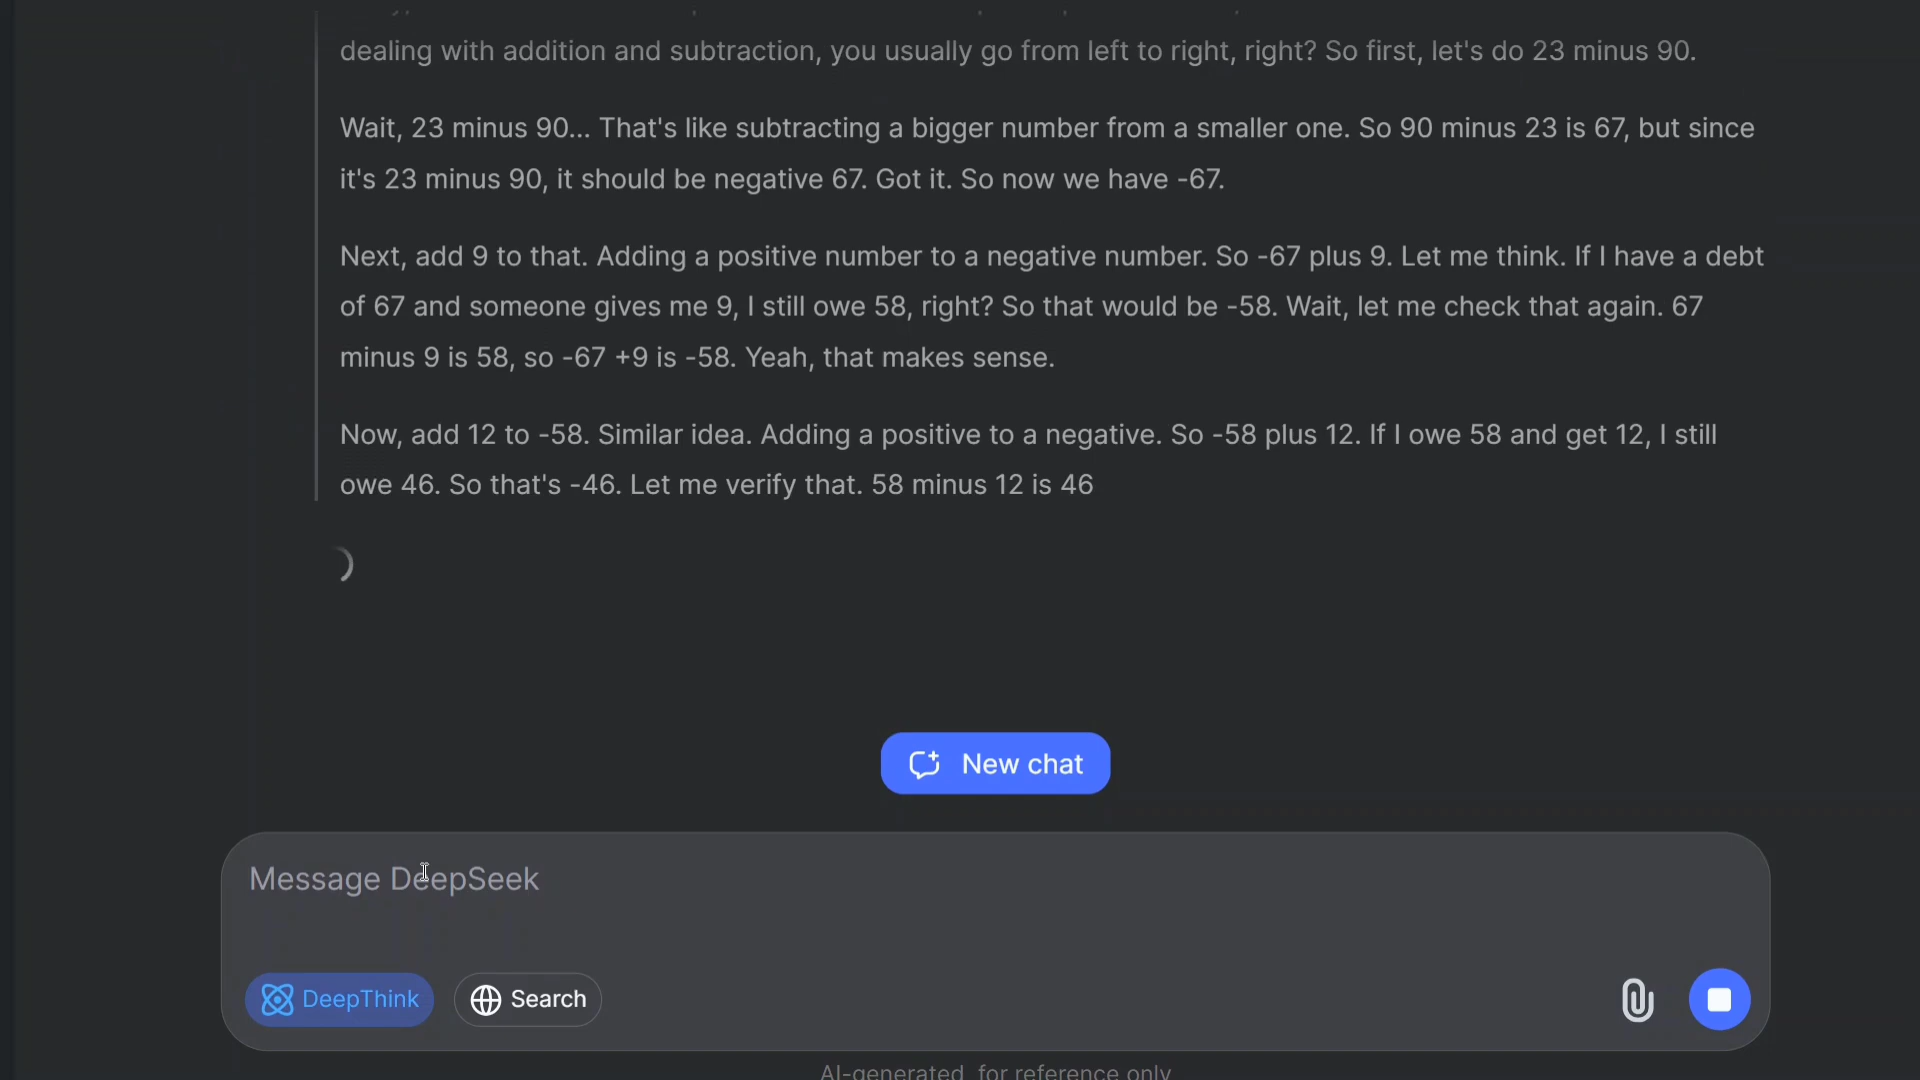 dealing with addition and subtraction, you usually go from left to right, right? So first, let's do 23 minus 90.
Wait, 23 minus 90... That's like subtracting a bigger number from a smaller one. So 90 minus 23 is 67, but since
it's 23 minus 90, it should be negative 67. Got it. So now we have -67.
Next, add 9 to that. Adding a positive number to a negative number. So -67 plus 9. Let me think. If I have a debt
of 67 and someone gives me 9, I still owe 58, right? So that would be -58. Wait, let me check that again. 67
minus 9 is 58, so -67 +9 is -58. Yeah, that makes sense.
Now, add 12 to -58. Similar idea. Adding a positive to a negative. So -58 plus 12. If I owe 58 and get 12, I still
owe 46. So that's -46. Let me verify that. 58 minus 12 is 46
New chat
Message DeepSeek
DeepThink
Search
AI-generated, for reference only